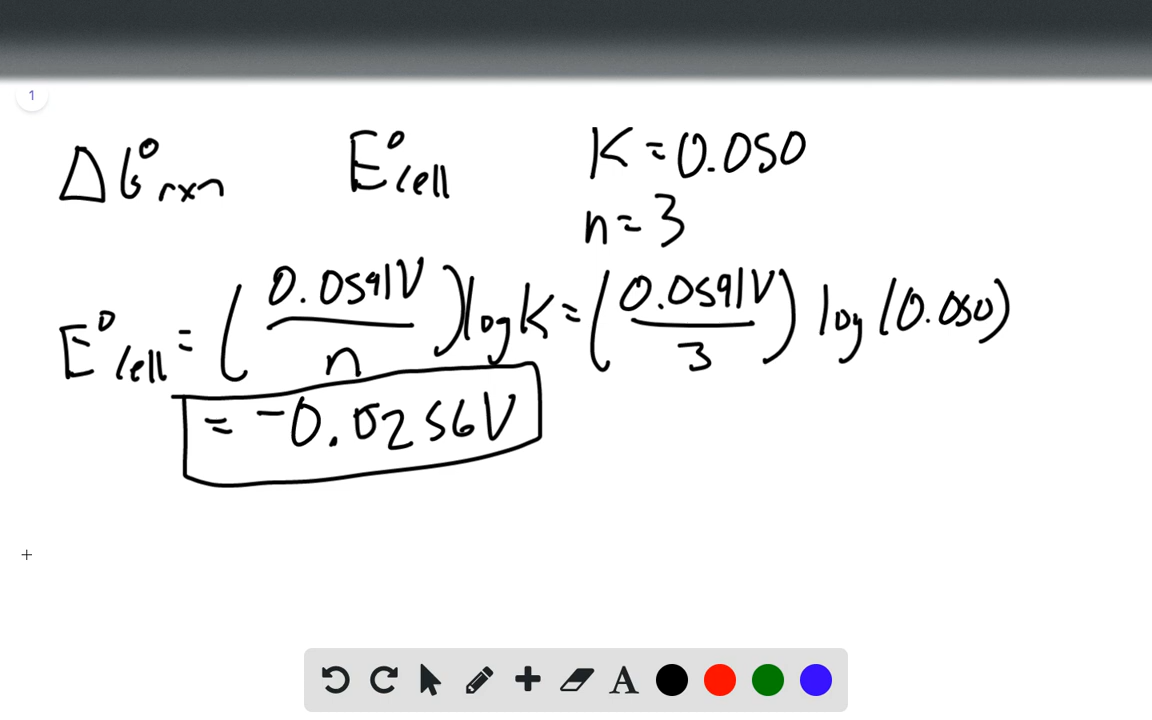 1
ΔG°rxn E°cell K = 0.050
n = 3
E°cell = (0.0591V / n) log K = (0.0591V / 3) log (0.050)
= -0.0256V
A